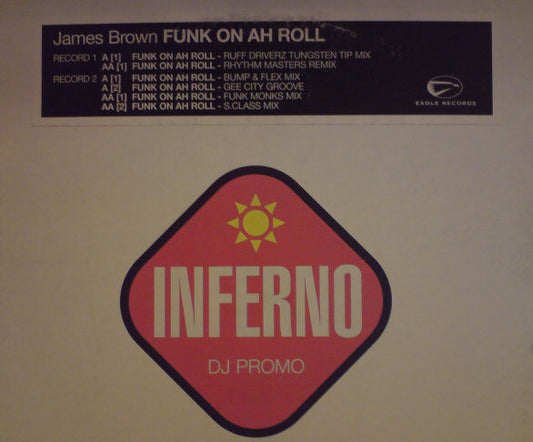 James Brown FUNK ON AH ROLL
RECORD 1 A [1] FUNK ON AH ROLL - RUFF DRIVERZ TUNGSTEN TIP MIX
AA [1] FUNK ON AH ROLL - RHYTHM MASTERS REMIX
RECORD 2 A [1] FUNK ON AH ROLL - BUMP & FLEX MIX
A [2] FUNK ON AH ROLL - GEE CITY GROOVE
AA [1] FUNK ON AH ROLL - FUNK MONKS MIX
AA [2] FUNK ON AH ROLL - S.CLASS MIX
EAGLE RECORDS
INFERNO
DJ PROMO